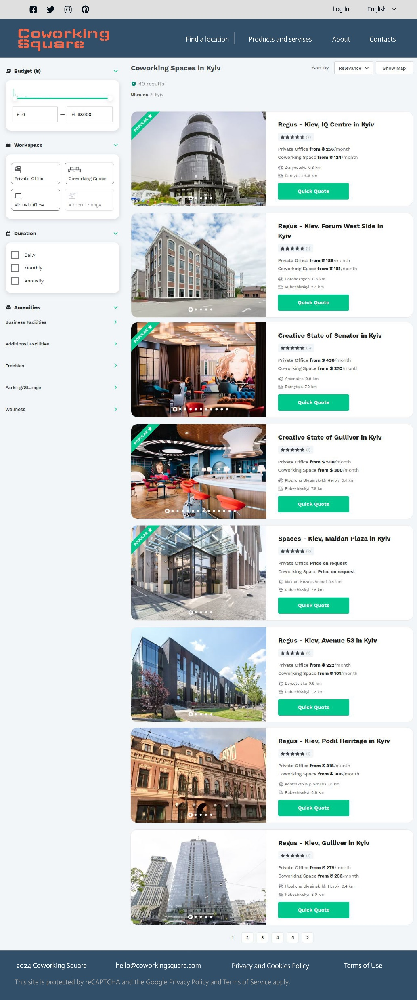 Log In English
Coworking
Square
Find a location Products and servises About Contacts
Budget (₴)
₴ 0 — ₴ 68000
Workspace
Private Office
Coworking Space
Virtual Office
Airport Lounge
Duration
Daily
Monthly
Annually
Amenities
Business Facilities
Additional Facilities
Freebies
Parking/Storage
Wellness
Coworking Spaces in Kyiv
Sort By Relevance Show Map
49 results
Ukraine > Kyiv
POPULAR
Regus - Kiev, IQ Centre in Kyiv
(2)
Private Office from ₴ 256/month
Coworking Space from ₴ 124/month
Zvirynetska 0.6 km
Darnytsia 6.6 km
Quick Quote
Regus - Kiev, Forum West Side in
Kyiv
(1)
Private Office from ₴ 188/month
Coworking Space from ₴ 181/month
Dorohozhychi 0.6 km
Rubezhivskyi 2.3 km
Quick Quote
POPULAR
Creative State of Senator in Kyiv
(5)
Private Office from $ 430/month
Coworking Space from $ 270/month
Arsenalna 0.9 km
Darnytsia 7.2 km
Quick Quote
POPULAR
Creative State of Gulliver in Kyiv
(1)
Private Office from $ 500/month
Coworking Space from $ 300/month
Ploshcha Ukrainskykh Heroiv 0.4 km
Rubezhivskyi 7.9 km
Quick Quote
POPULAR
Spaces - Kiev, Maidan Plaza in Kyiv
(2)
Private Office Price on request
Coworking Space Price on request
Maidan Nezalezhnosti 0.4 km
Rubezhivskyi 7.6 km
Quick Quote
Regus - Kiev, Avenue 53 in Kyiv
(1)
Private Office from ₴ 222/month
Coworking Space from ₴ 101/month
Beresteiska 0.9 km
Rubezhivskyi 1.2 km
Quick Quote
Regus - Kiev, Podil Heritage in Kyiv
(1)
Private Office from ₴ 318/month
Coworking Space from ₴ 306/month
Kontraktova ploshcha 0.1 km
Rubezhivskyi 6.8 km
Quick Quote
Regus - Kiev, Gulliver in Kyiv
(1)
Private Office from ₴ 279/month
Coworking Space from ₴ 233/month
Ploshcha Ukrainskykh Heroiv 0.4 km
Rubezhivskyi 8.0 km
Quick Quote
1 2 3 4 5 >
2024 Coworking Square hello@coworkingsquare.com Privacy and Cookies Policy Terms of Use
This site is protected by reCAPTCHA and the Google Privacy Policy and Terms of Service apply.